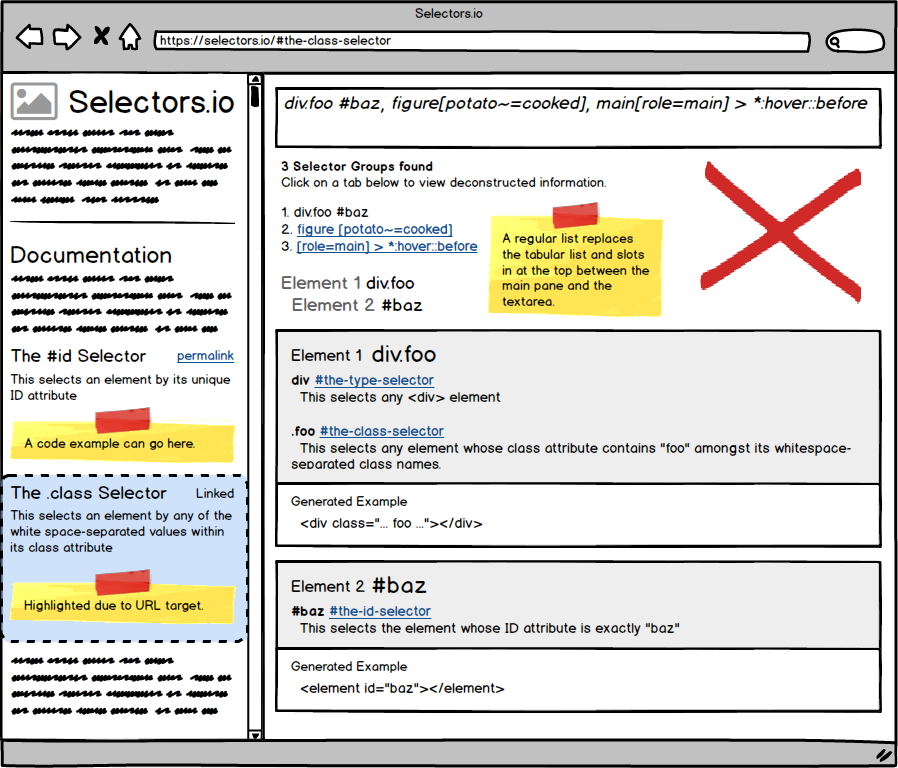 Selectors.io
https://selectors.io/#the-class-selector
Selectors.io
Documentation
The #id Selector permalink
This selects an element by its unique
ID attribute
A code example can go here.
The .class Selector Linked
This selects an element by any of the
white space-separated values within
its class attribute
Highlighted due to URL target.
div.foo #baz, figure[potato~=cooked], main[role=main] > *:hover::before
3 Selector Groups found
Click on a tab below to view deconstructed information.
1. div.foo #baz
2. figure [potato~=cooked]
3. [role=main] > *:hover::before
A regular list replaces
the tabular list and slots
in at the top between the
main pane and the
textarea.
Element 1 div.foo
Element 2 #baz
Element 1 div.foo
div #the-type-selector
This selects any <div> element
.foo #the-class-selector
This selects any element whose class attribute contains "foo" amongst its whitespace-
separated class names.
Generated Example
<div class="... foo ..."></div>
Element 2 #baz
#baz #the-id-selector
This selects the element whose ID attribute is exactly "baz"
Generated Example
<element id="baz"></element>